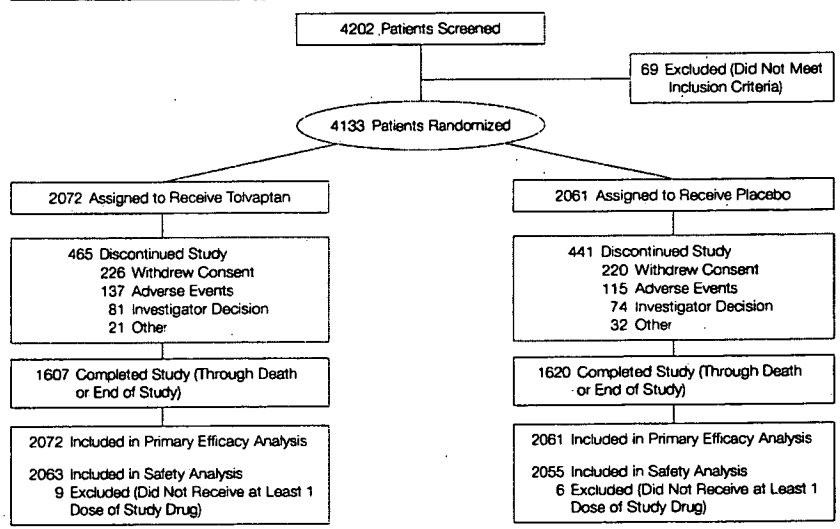 4202 Patients Screened
69 Excluded (Did Not Meet
Inclusion Criteria)
4133 Patients Randomized
2072 Assigned to Receive Tolvaptan
465 Discontinued Study
226 Withdrew Consent
137 Adverse Events
81 Investigator Decision
21 Other
1607 Completed Study (Through Death
or End of Study)
2072 Included in Primary Efficacy Analysis
2063 Included in Safety Analysis
9 Excluded (Did Not Receive at Least 1
Dose of Study Drug)
2061 Assigned to Receive Placebo
441 Discontinued Study
220 Withdrew Consent
115 Adverse Events
74 Investigator Decision
32 Other
1620 Completed Study (Through Death
or End of Study)
2061 Included in Primary Efficacy Analysis
2055 Included in Safety Analysis
6 Excluded (Did Not Receive at Least 1
Dose of Study Drug)